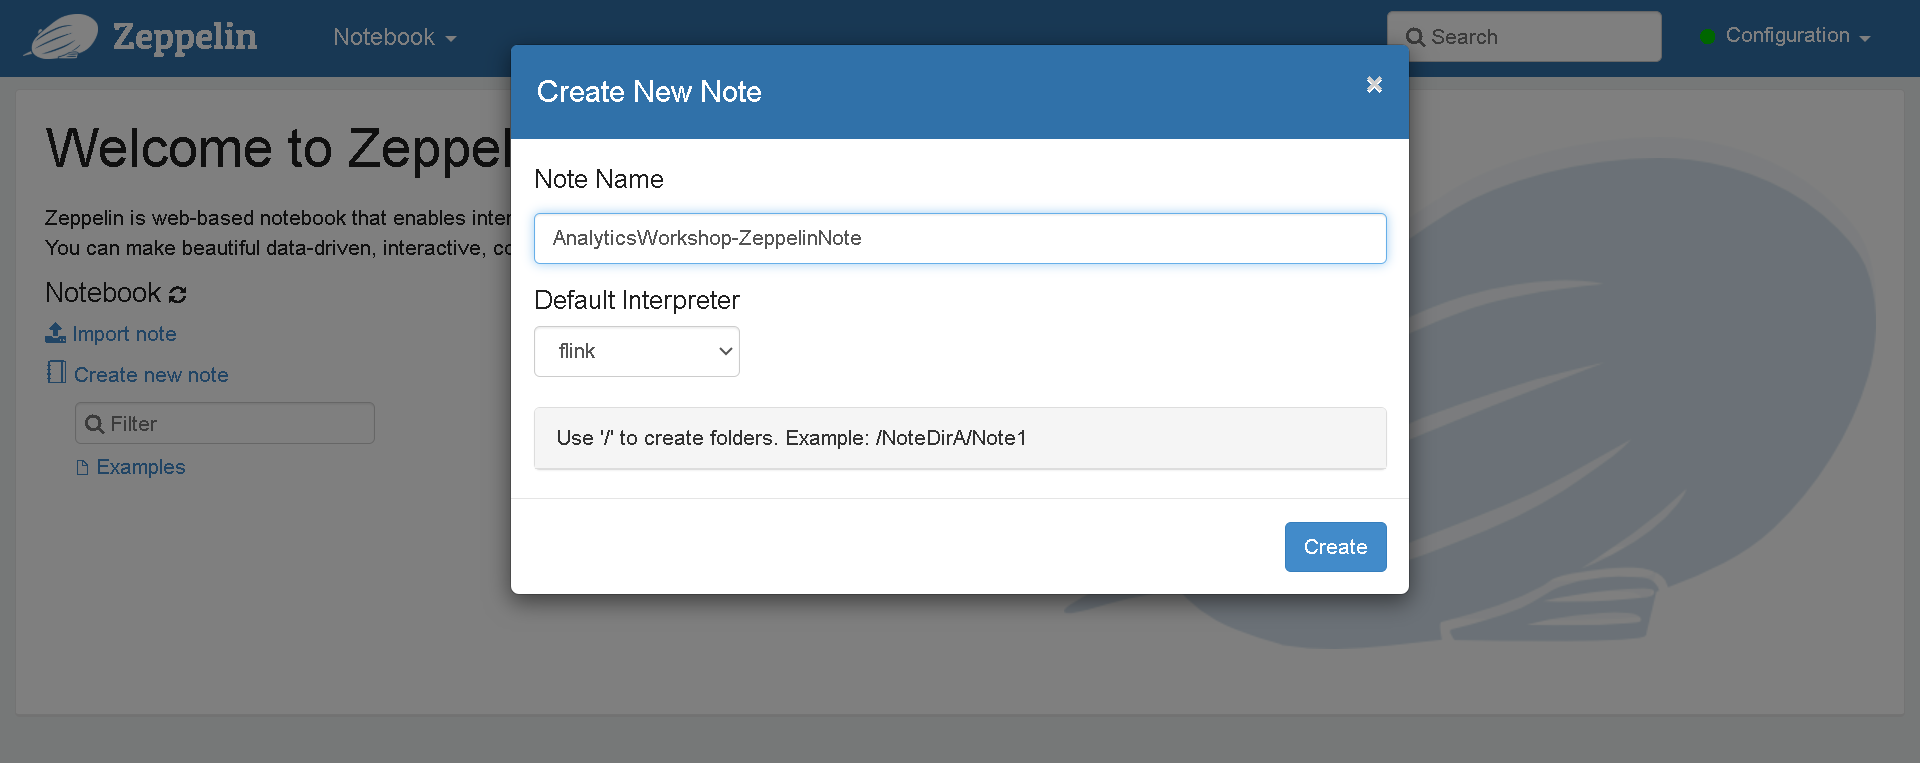 Zeppelin
Notebook
Search
Configuration
Create New Note
Welcome to Zeppel
Note Name
Zeppelin is web-based notebook that enables inter
AnalyticsWorkshop-ZeppelinNote
You can make beautiful data-driven, interactive, co
Notebook
Default Interpreter
Import note
flink
Create new note
Filter
Use '/' to create folders. Example: /NoteDirA/Note1
Examples
Create